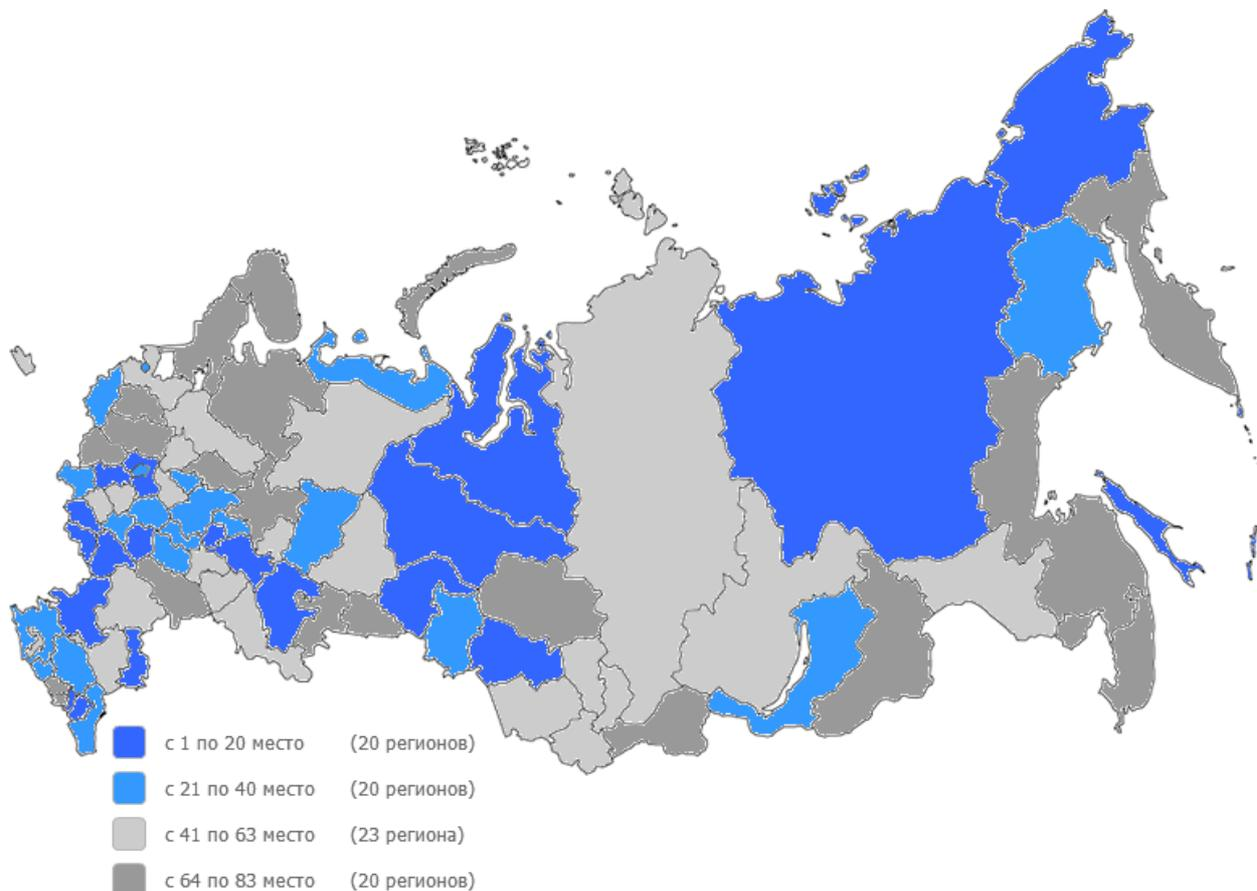 с 1 по 20 место (20 регионов)
с 21 по 40 место (20 регионов)
с 41 по 63 место (23 региона)
с 64 по 83 место (20 регионов)